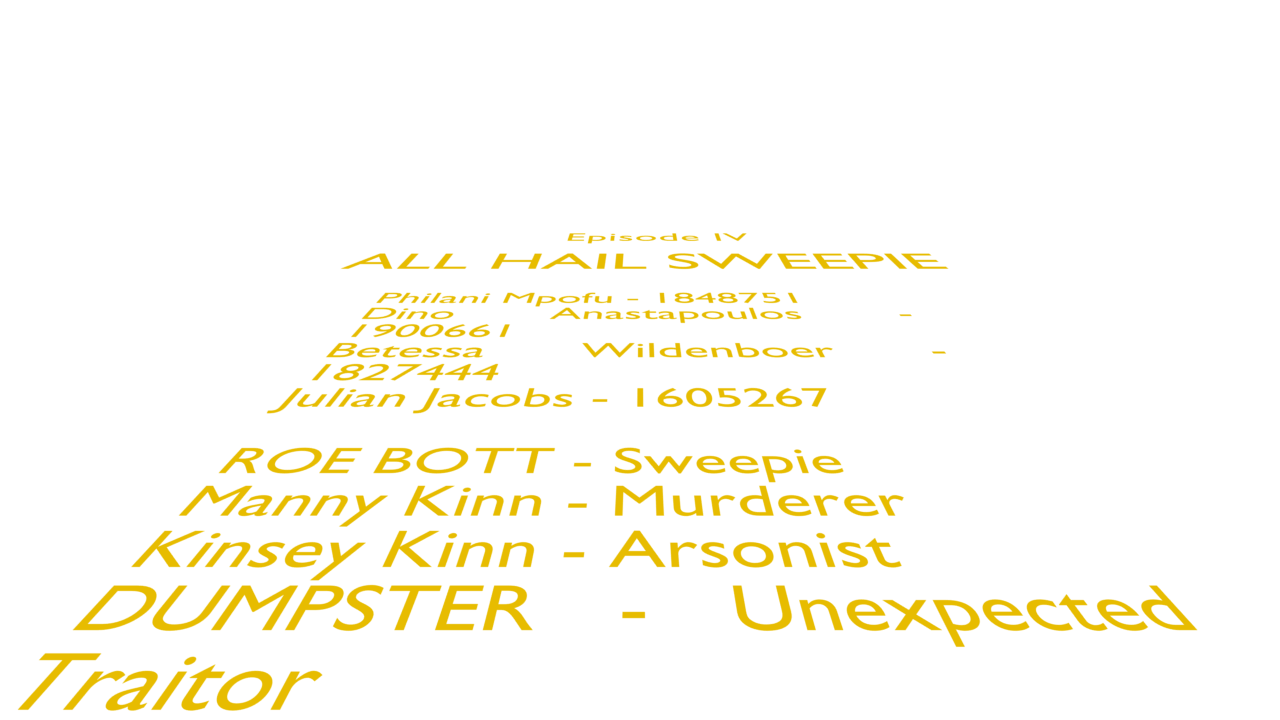 Episode IV
ALL HAIL SWEEPIE
Philani Mpofu - 1848751
Dino Anastapoulos -
1900661
Betessa Wildenboer -
1827444
Julian Jacobs - 1605267
ROE BOTT - Sweepie
Manny Kinn - Murderer
Kinsey Kinn - Arsonist
DUMPSTER - Unexpected
Traitor